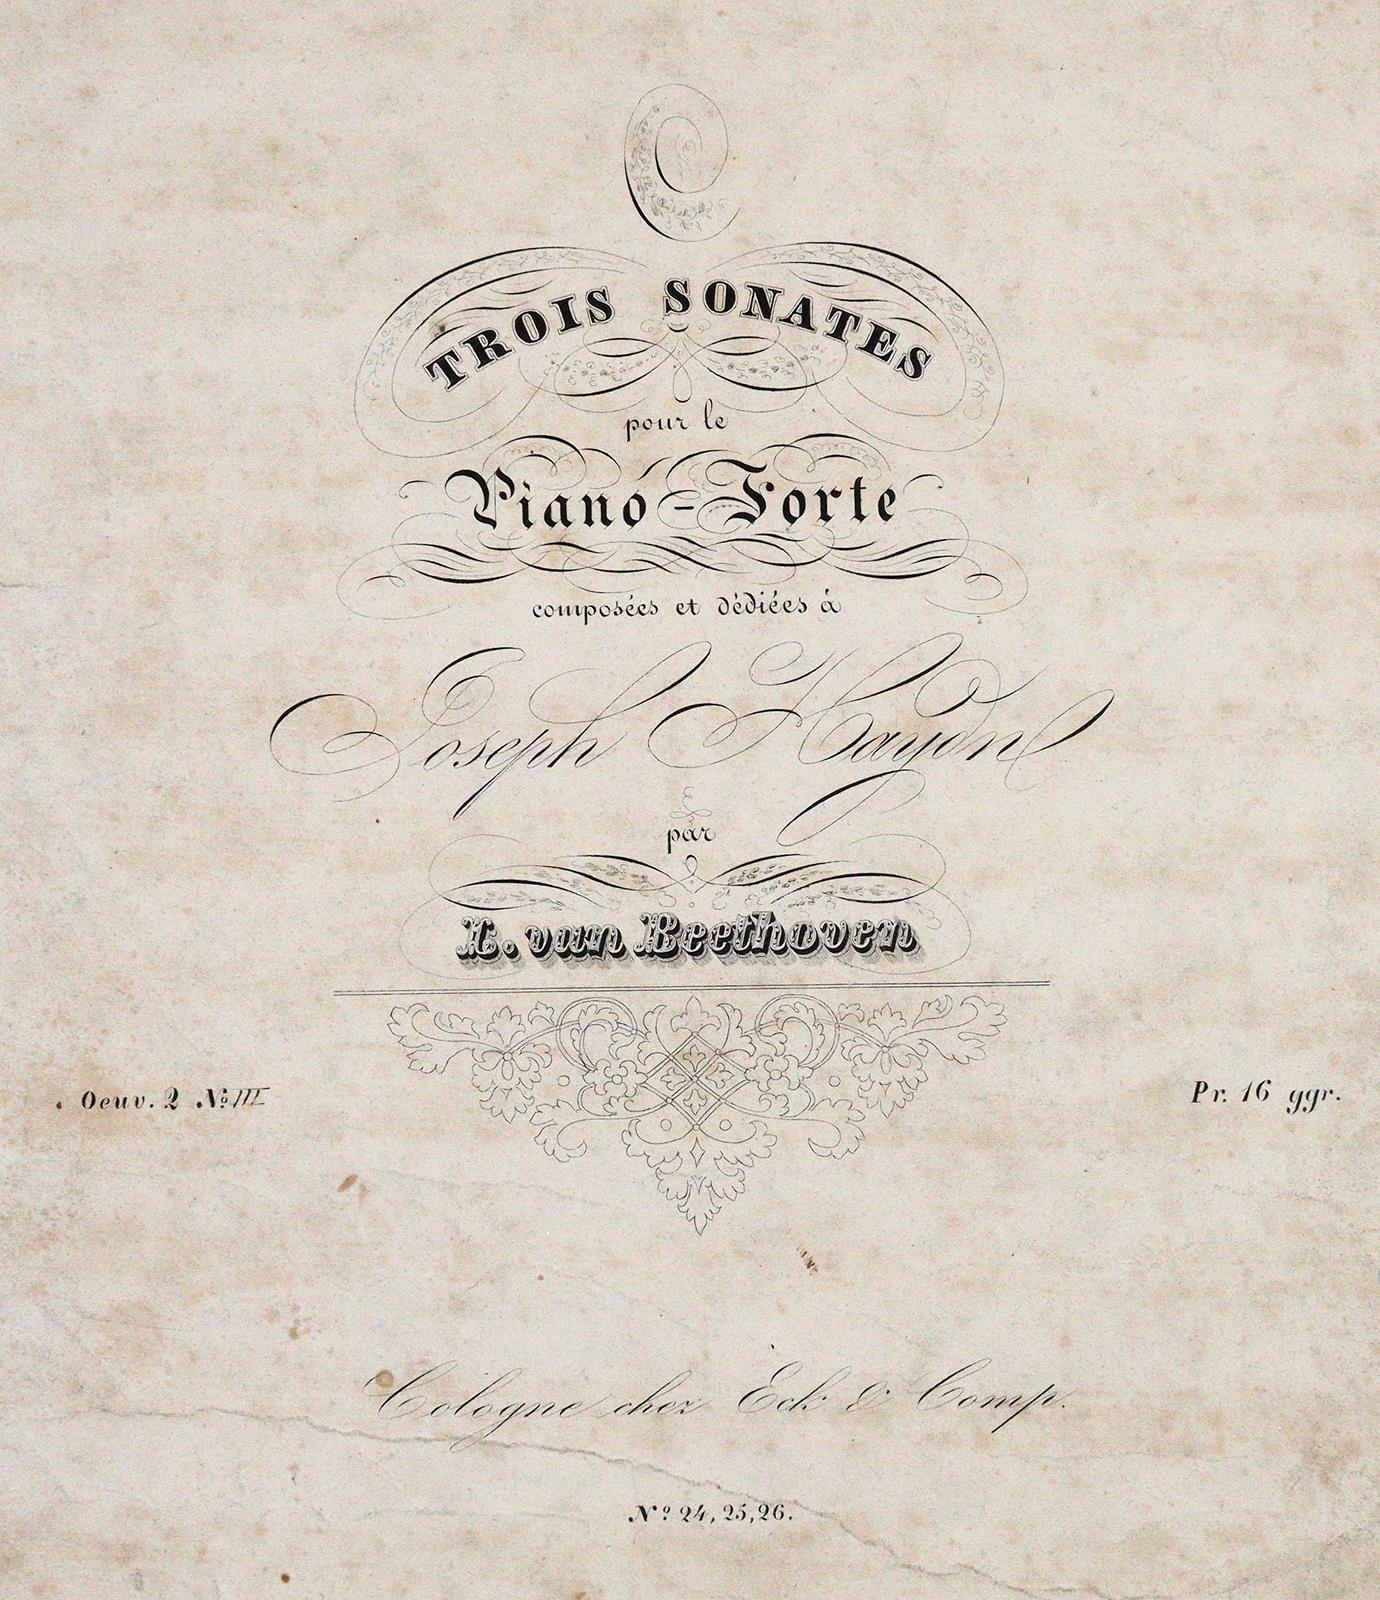 TROIS SONATES
pour le
Piano-Forte
composées et dédiées à
Joseph Haydn
par
L. van Beethoven
Oeuv. 2 No. III
Pr. 16 ggr.
Cologne chez Eck & Comp.
No. 24, 25, 26.